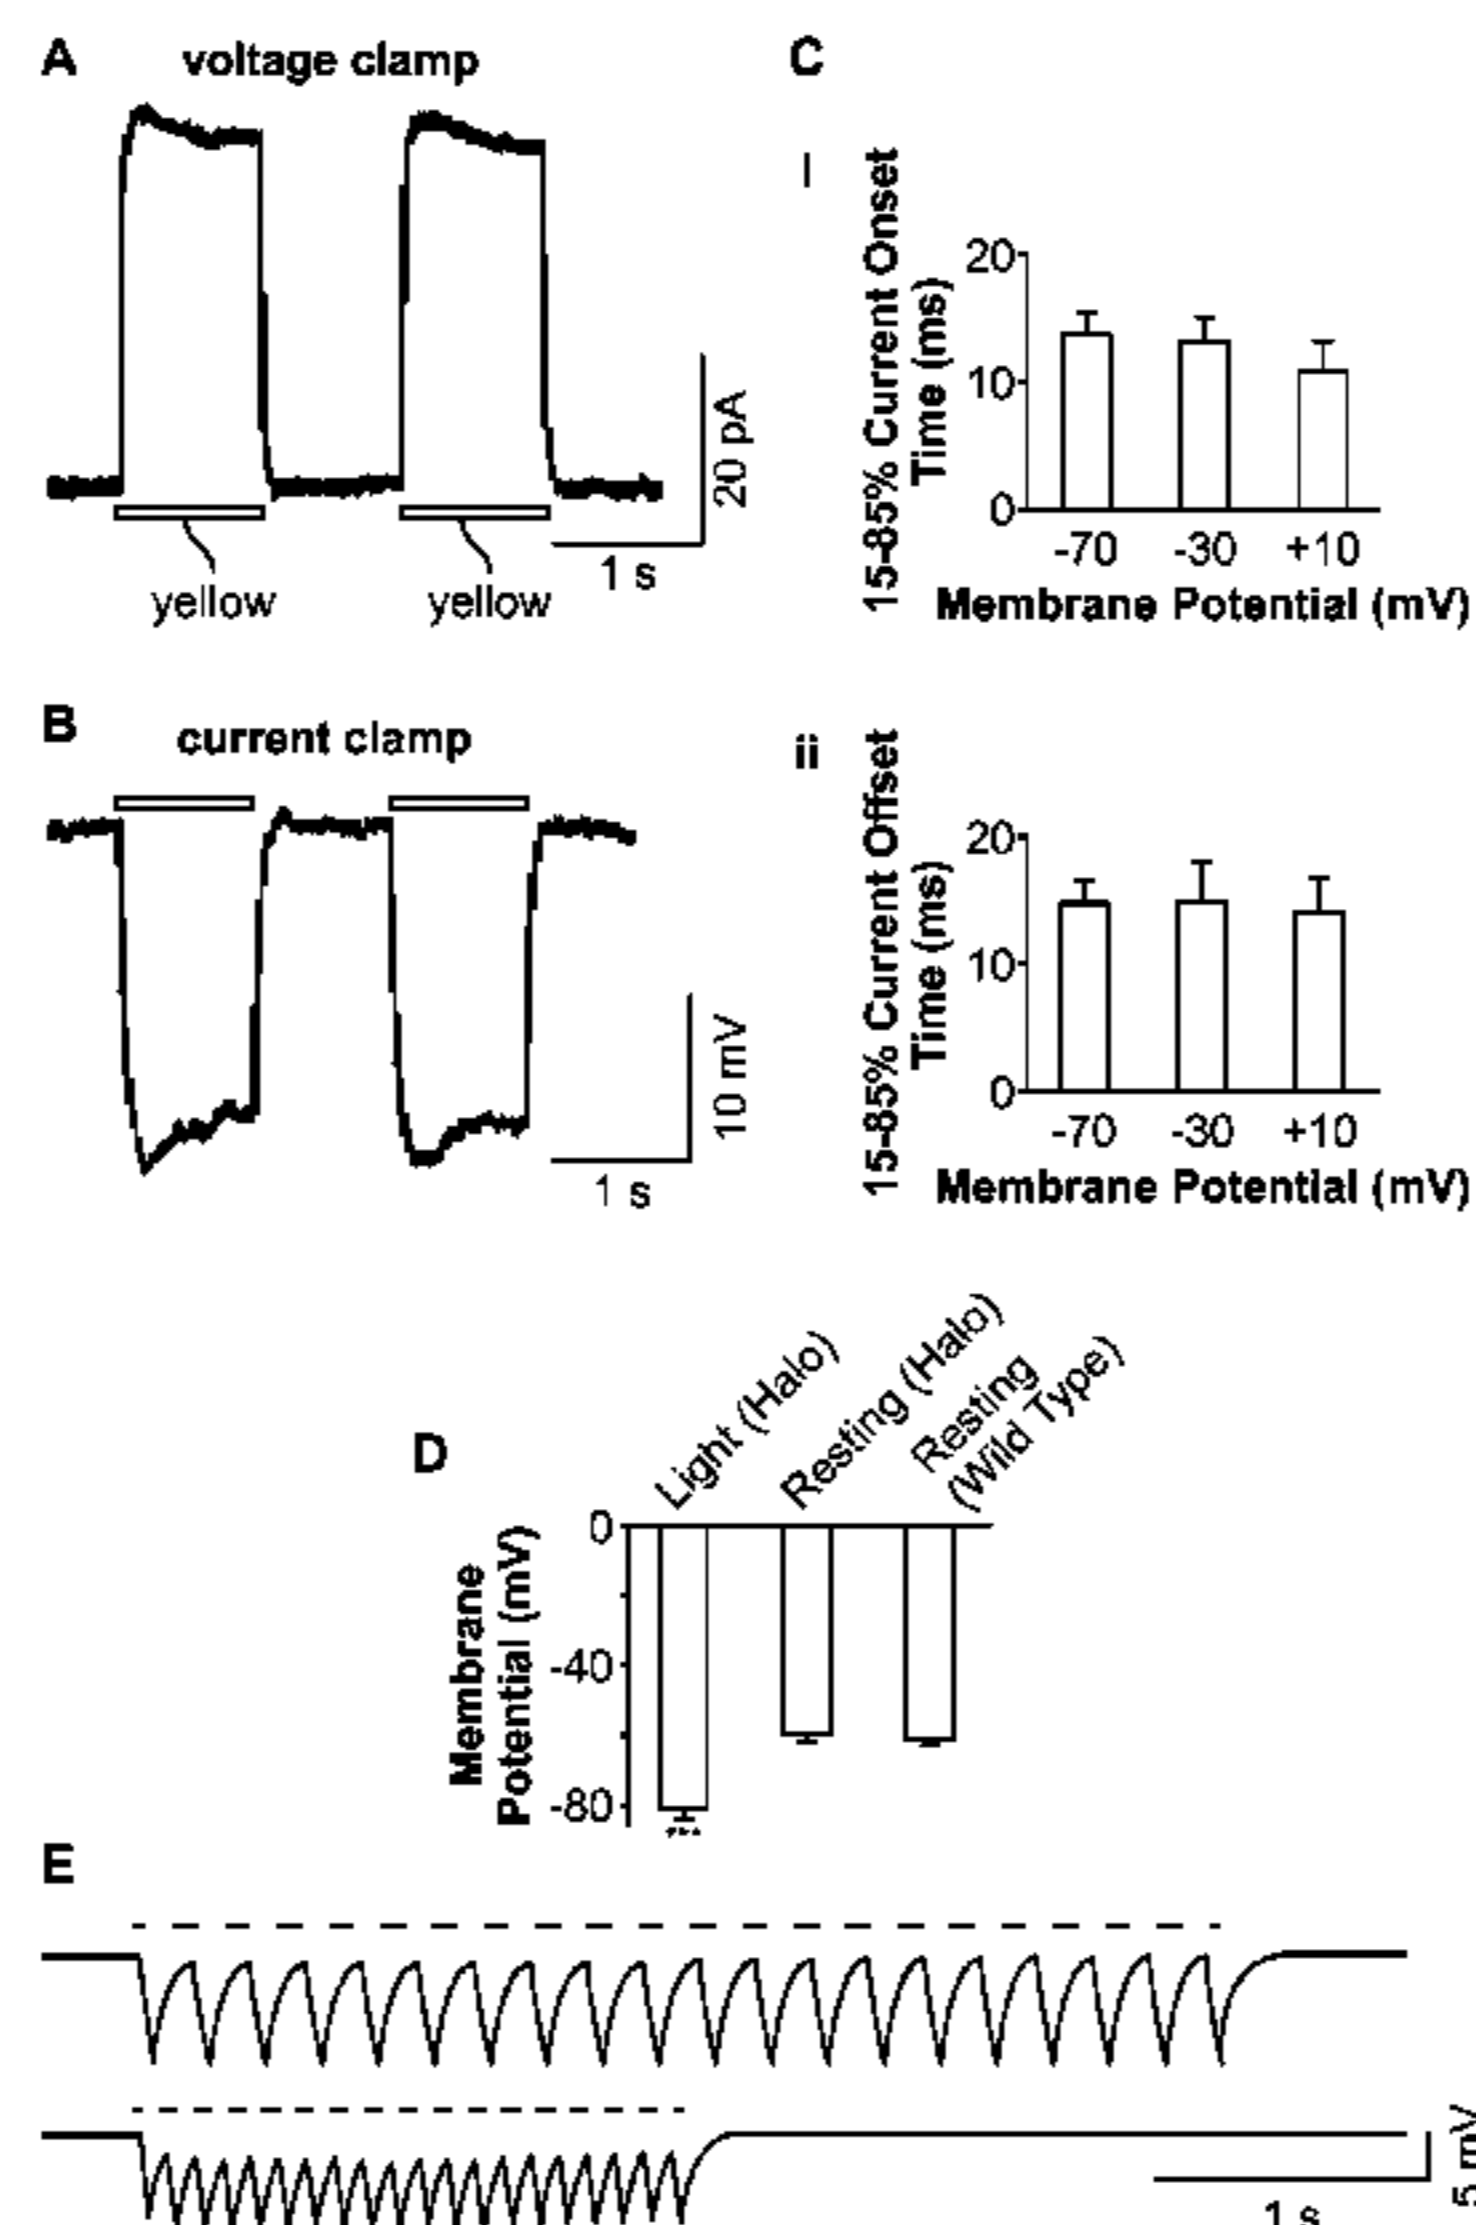 A
voltage clamp
20 pA
1 s
yellow
yellow
B
current clamp
10 mV
1 s
C
i
15-85% Current Onset
Time (ms)
20
10
0
-70
-30
+10
Membrane Potential (mV)
ii
15-85% Current Offset
Time (ms)
20
10
0
-70
-30
+10
Membrane Potential (mV)
D
Light (Halo)
Resting (Halo)
Resting
(Wild Type)
Membrane
Potential (mV)
0
-40
-80
***
E
5 mV
1 s